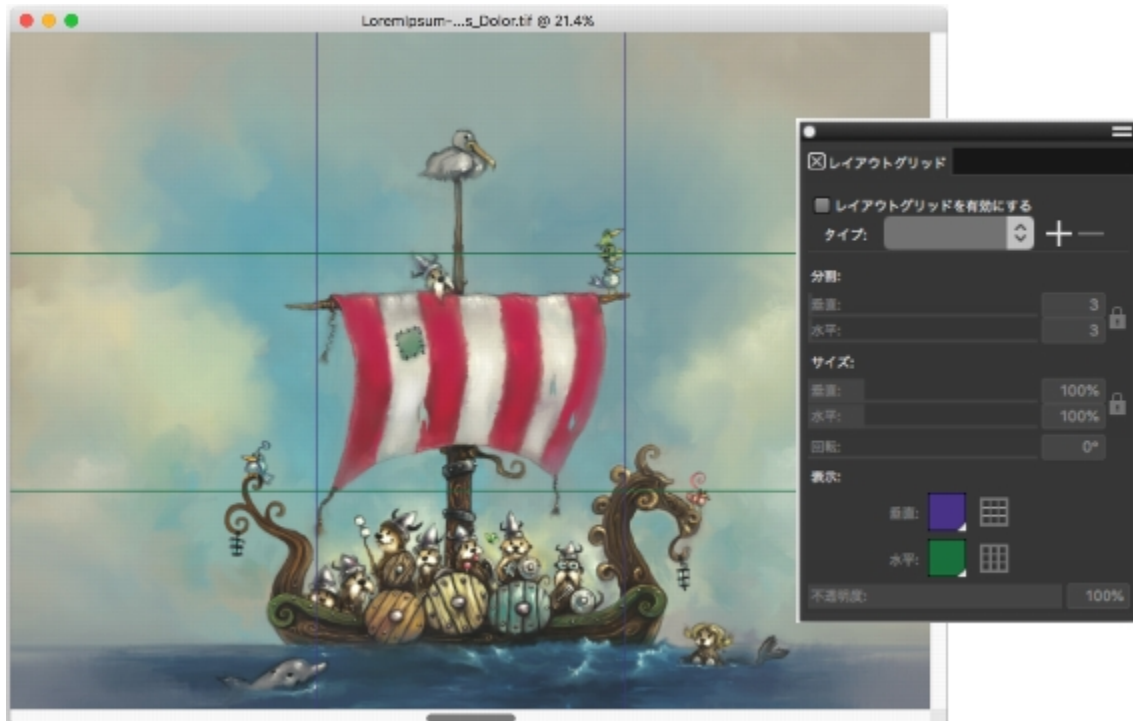 LoremIpsum-...s_Dolor.tif @ 21.4%
レイアウトグリッド
レイアウトグリッドを有効にする
タイプ:
分割:
垂直: 3
水平: 3
サイズ:
垂直: 100%
水平: 100%
回転: 0°
表示:
垂直:
水平:
不透明度: 100%